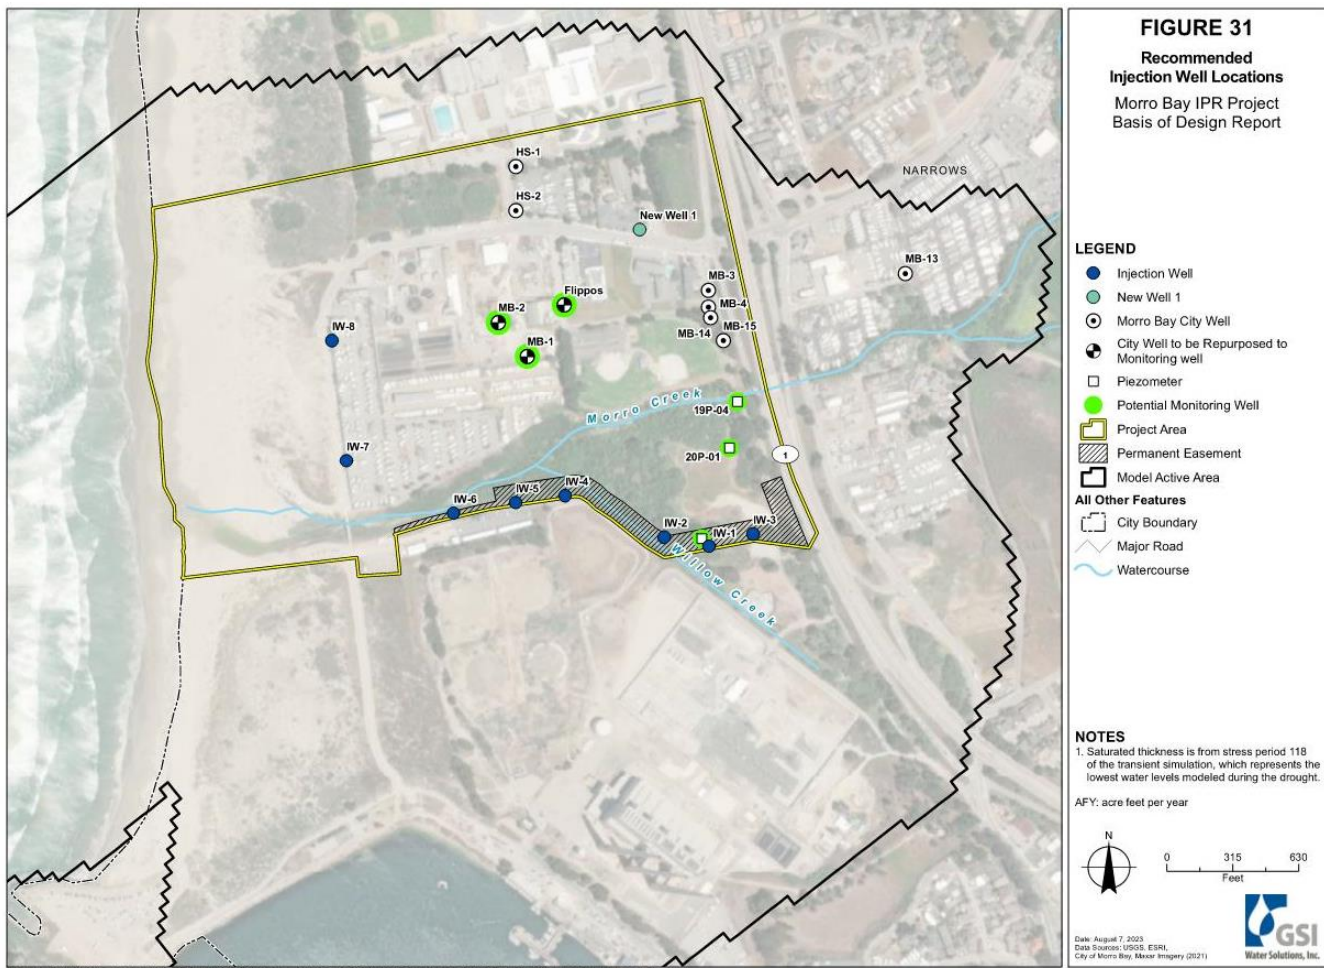 FIGURE 31
Recommended
Injection Well Locations
Morro Bay IPR Project
Basis of Design Report
HS-1
NARROWS
HS-2
New Well 1
MB-13
MB-3
Flippos
MB-4
MB-2
MB-14
MB-15
IW-8
MB-1
Morro Creek
19P-04
IW-7
20P-01
1
IW-4
IW-5
IW-6
IW-2
IW-3
IW-1
Willow Creek
LEGEND
Injection Well
New Well 1
Morro Bay City Well
City Well to be Repurposed to
Monitoring well
Piezometer
Potential Monitoring Well
Project Area
Permanent Easement
Model Active Area
All Other Features
City Boundary
Major Road
Watercourse
NOTES
1. Saturated thickness is from stress period 118
of the transient simulation, which represents the
lowest water levels modeled during the drought.
AFY: acre feet per year
N
0 315 630
Feet
Date: August 7, 2023
Data Sources: USGS, ESRI,
City of Morro Bay, Maxar Imagery (2021)
GSI
Water Solutions, Inc.